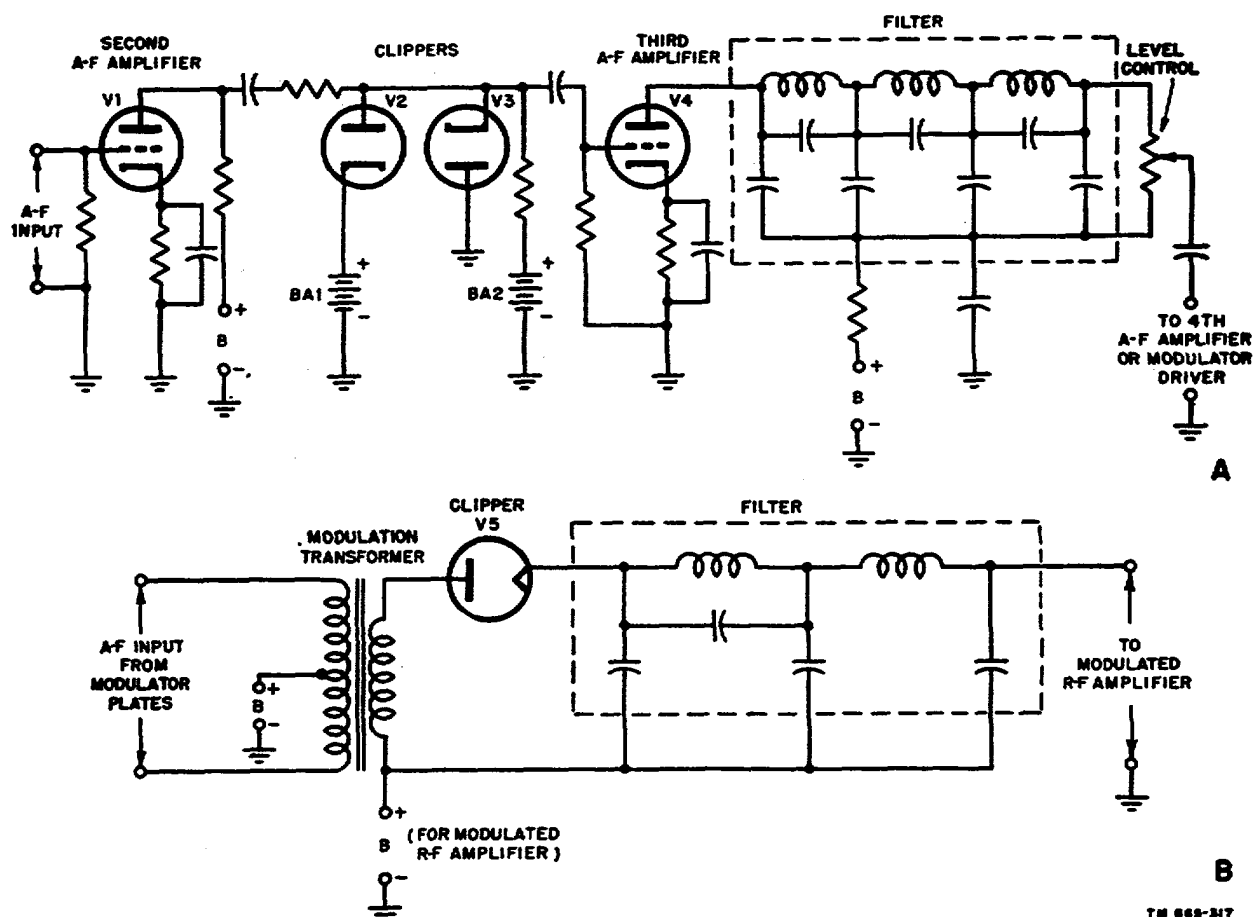 FILTER
SECOND
A-F AMPLIFIER
CLIPPERS
THIRD
A-F AMPLIFIER
LEVEL
CONTROL
V1
V2
V3
V4
A-F
INPUT
+
B
-
BA1
+
-
BA2
+
-
+
B
-
TO 4TH
A-F AMPLIFIER
OR MODULATOR
DRIVER
A
CLIPPER
V5
FILTER
MODULATION
TRANSFORMER
A-F INPUT
FROM
MODULATOR
PLATES
+
B
-
TO
MODULATED
R-F AMPLIFIER
+
B
-
(FOR MODULATED
R-F AMPLIFIER)
B